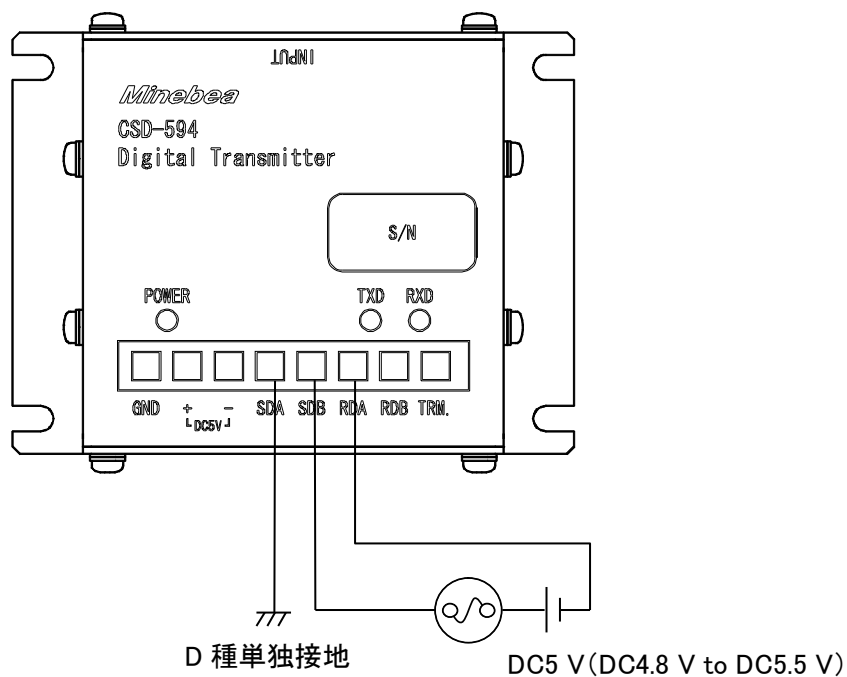 INPUT
Minebea
CSD-594
Digital Transmitter
S/N
POWER TXD RXD
GND + - SDA SDB RDA RDB TRM.
DC5V
D 種単独接地
DC5 V(DC4.8 V to DC5.5 V)